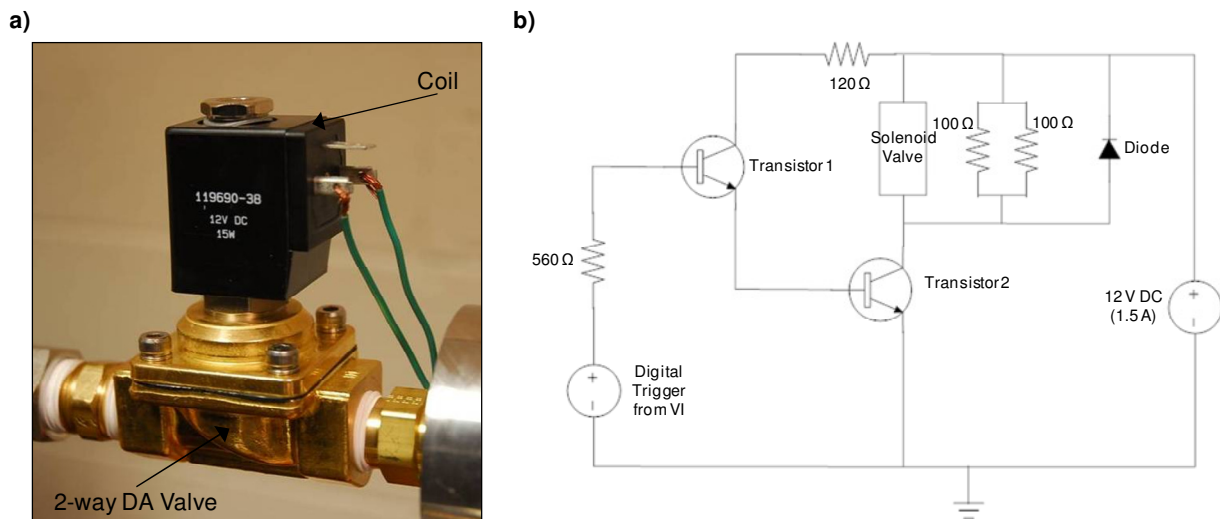 a)
Coil
119690-38
12V DC
15W
2-way DA Valve
b)
120 Ω
Transistor 1
Solenoid
Valve
100 Ω
100 Ω
Diode
560 Ω
Transistor 2
12 V DC
(1.5 A)
Digital
Trigger
from VI